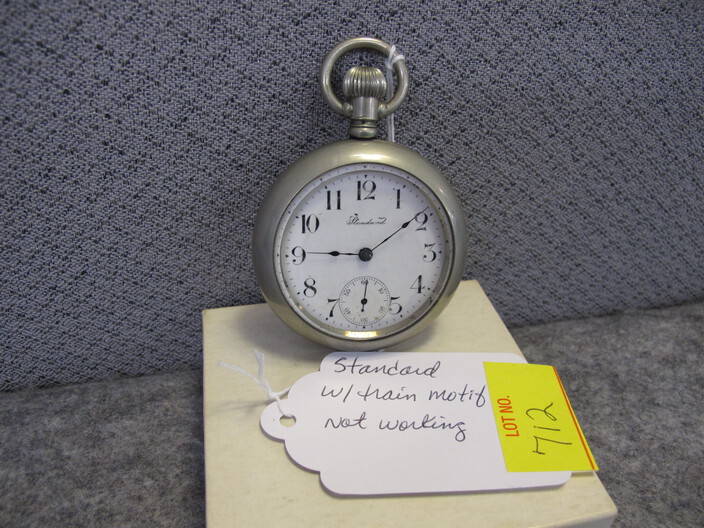 12
11 1
10 2
Standard
9 3
8 4
7 5
60
Standard
w/ train motif
Not working
LOT NO.
712